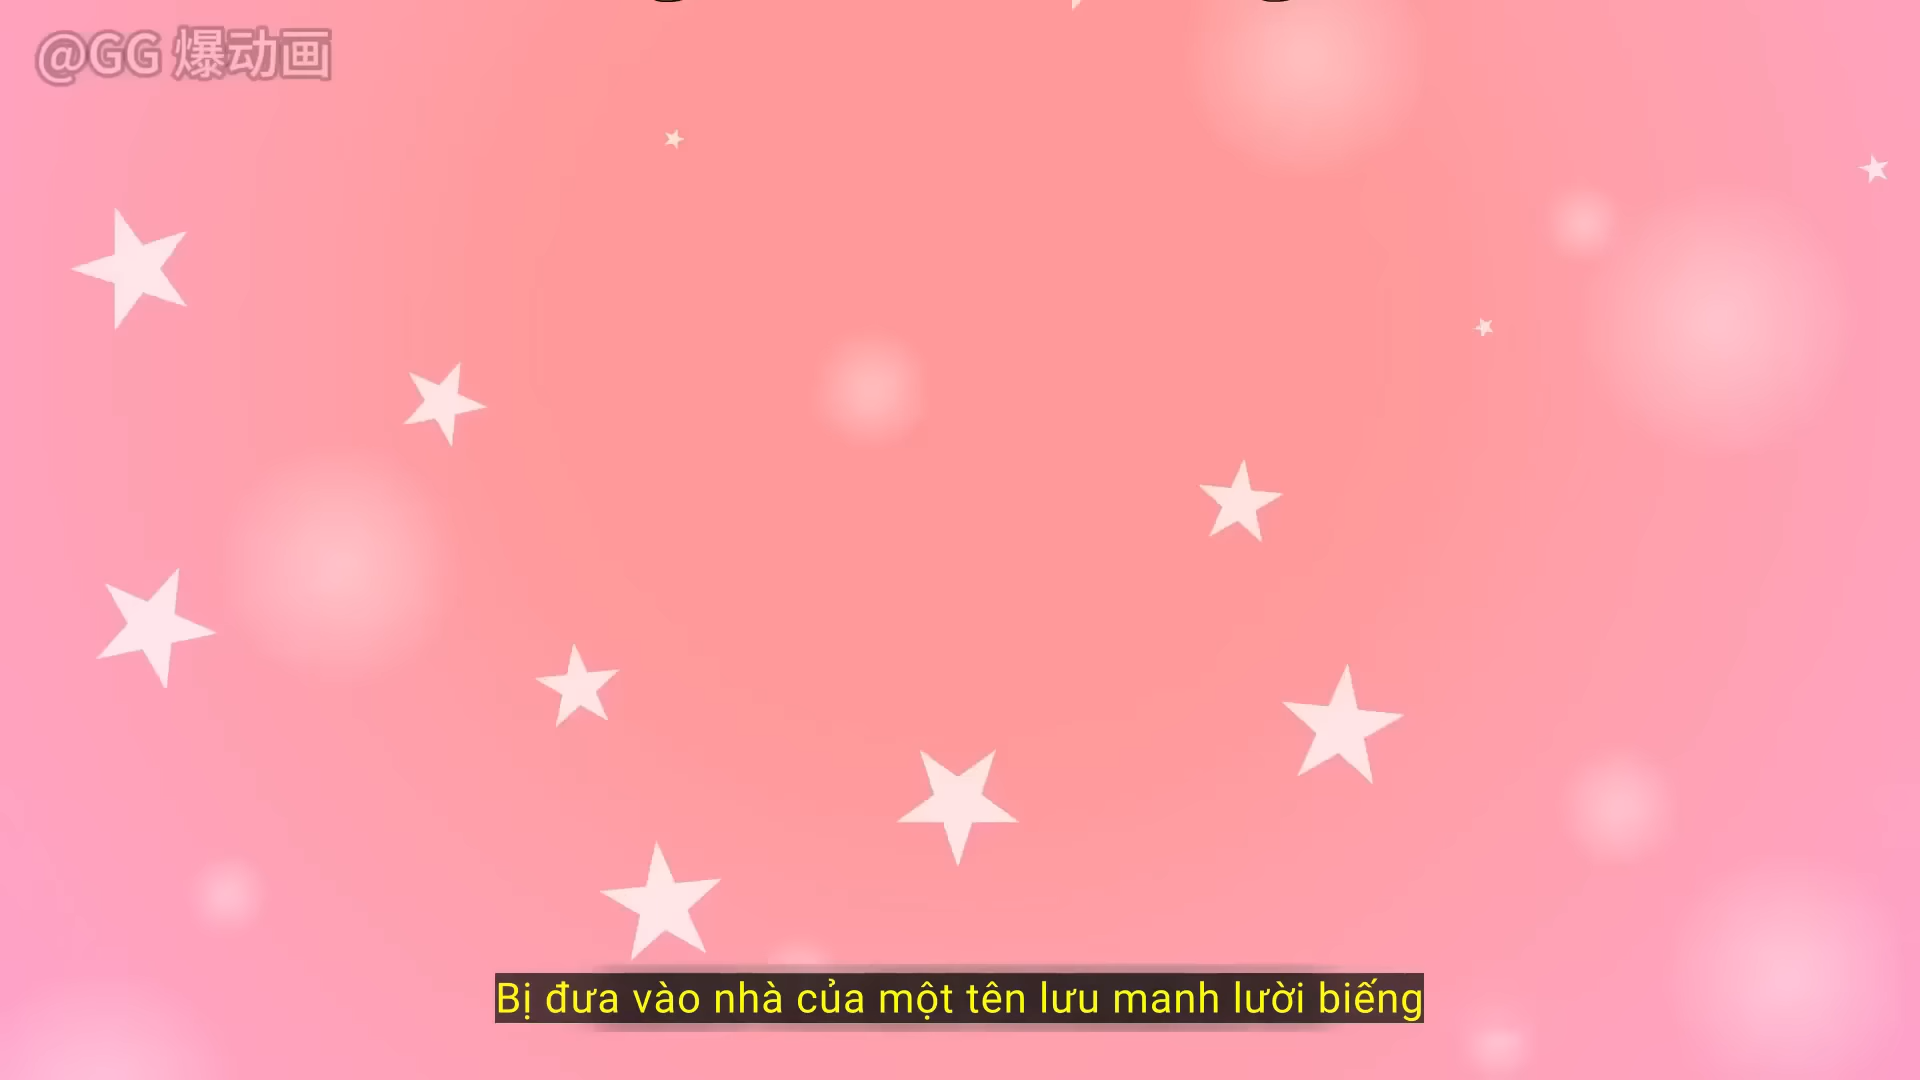 @GG 爆动画
Bị đưa vào nhà của một tên lưu manh lười biếng